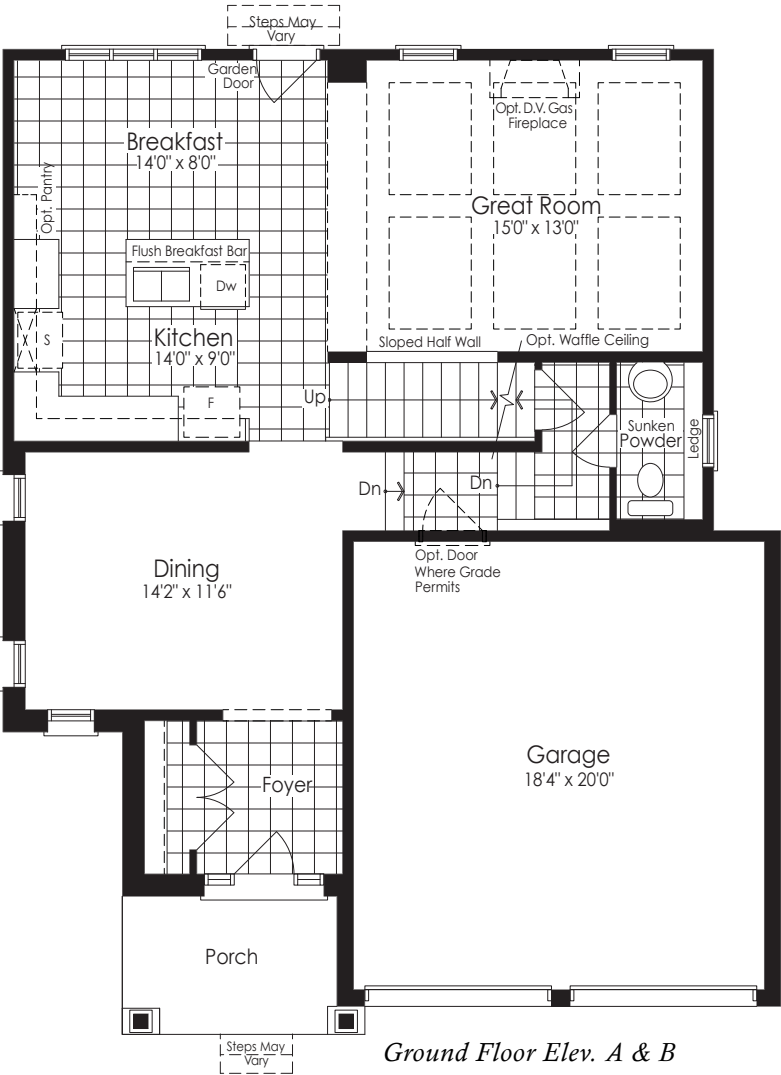 Steps May
Vary
Garden
Door
Opt. D.V. Gas
Fireplace
Breakfast
14'0" x 8'0"
Opt. Pantry
Great Room
15'0" x 13'0"
Flush Breakfast Bar
Dw
Kitchen
14'0" x 9'0"
S
F
Sloped Half Wall
Opt. Waffle Ceiling
Up
Sunken
Powder
Ledge
Dn
Dn
Opt. Door
Where Grade
Permits
Dining
14'2" x 11'6"
Garage
18'4" x 20'0"
Foyer
Porch
Steps May
Vary
Ground Floor Elev. A & B